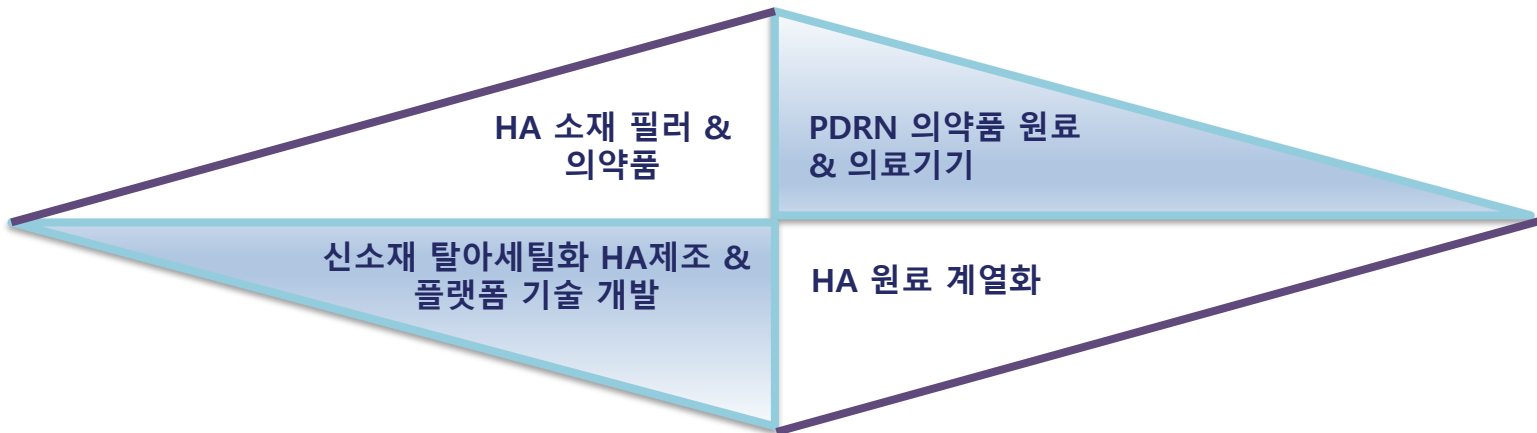 HA 소재 필러 &
의약품
PDRN 의약품 원료
& 의료기기
신소재 탈아세틸화 HA제조 &
플랫폼 기술 개발
HA 원료 계열화